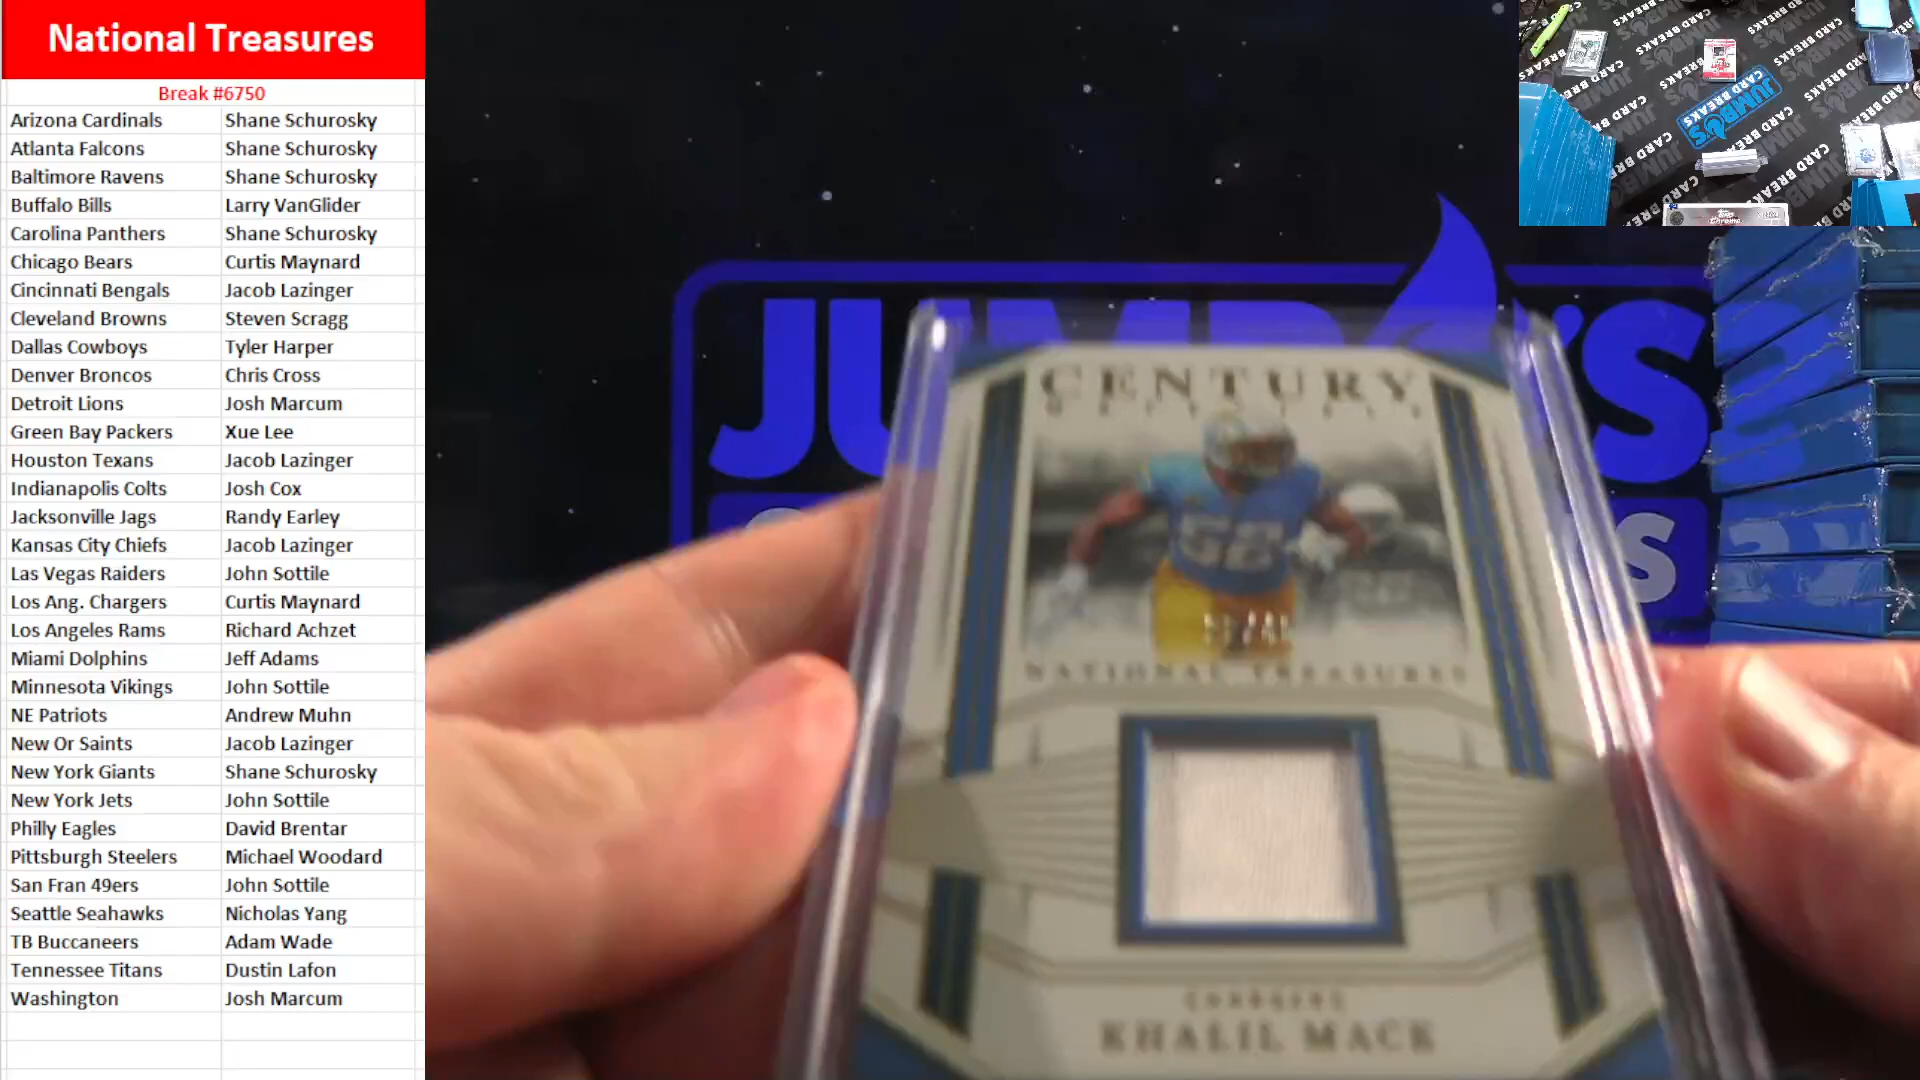 National Treasures
Break #6750
Arizona Cardinals Shane Schurosky
Atlanta Falcons Shane Schurosky
Baltimore Ravens Shane Schurosky
Buffalo Bills Larry VanGlider
Carolina Panthers Shane Schurosky
Chicago Bears Curtis Maynard
Cincinnati Bengals Jacob Lazinger
Cleveland Browns Steven Scragg
Dallas Cowboys Tyler Harper
Denver Broncos Chris Cross
Detroit Lions Josh Marcum
Green Bay Packers Xue Lee
Houston Texans Jacob Lazinger
Indianapolis Colts Josh Cox
Jacksonville Jags Randy Earley
Kansas City Chiefs Jacob Lazinger
Las Vegas Raiders John Sottile
Los Ang. Chargers Curtis Maynard
Los Angeles Rams Richard Achzet
Miami Dolphins Jeff Adams
Minnesota Vikings John Sottile
NE Patriots Andrew Muhn
New Or Saints Jacob Lazinger
New York Giants Shane Schurosky
New York Jets John Sottile
Philly Eagles David Brentar
Pittsburgh Steelers Michael Woodard
San Fran 49ers John Sottile
Seattle Seahawks Nicholas Yang
TB Buccaneers Adam Wade
Tennessee Titans Dustin Lafon
Washington Josh Marcum
CENTURY
52
NATIONAL TREASURES
CHARGERS
KHALIL MACK
JUMBO'S
CARD BREAKS